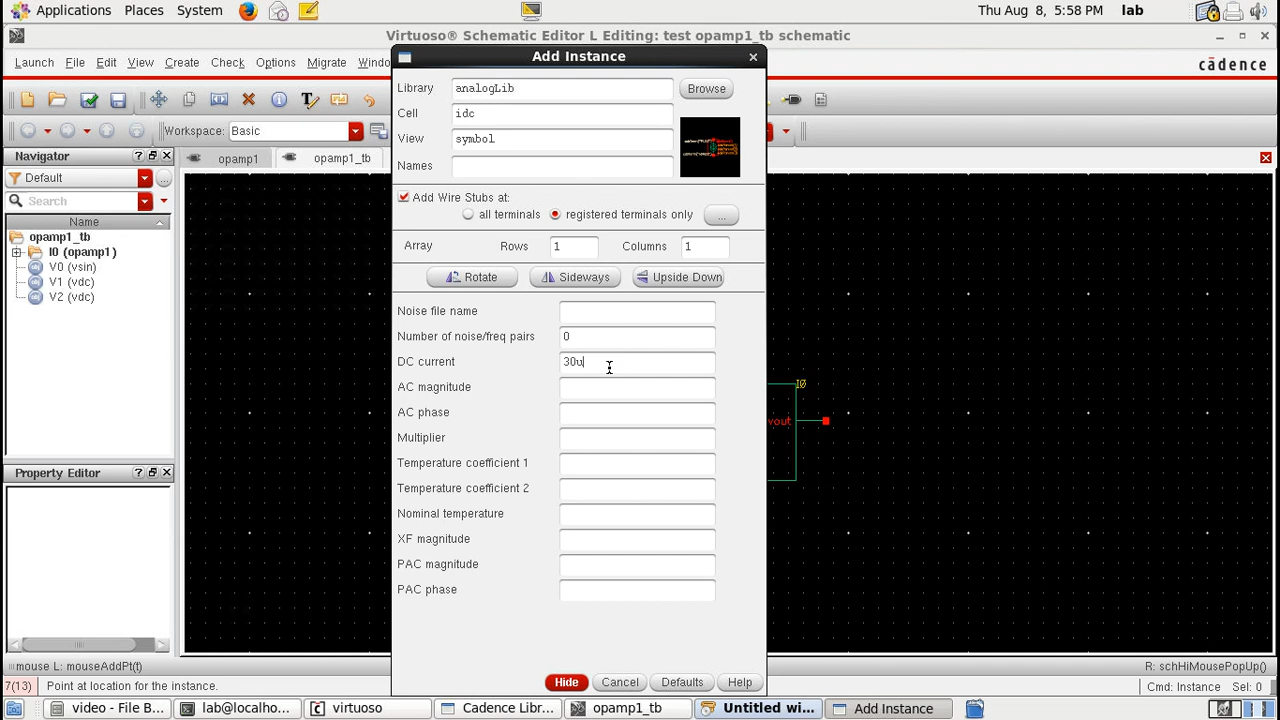 Applications Places System Thu Aug 8, 5:58 PM lab
Virtuoso® Schematic Editor L Editing: test opamp1_tb schematic
Launch File Edit View Create Check Options Migrate cādence
Workspace: Basic
Navigator
opamp1 opamp1_tb
Default
Search
Name
opamp1_tb
I0 (opamp1)
V0 (vsin)
V1 (vdc)
V2 (vdc)
Property Editor
Add Instance
Library analogLib Browse
Cell idc
View symbol
Names
Add Wire Stubs at:
all terminals registered terminals only ...
Array Rows 1 Columns 1
Rotate Sideways Upside Down
Noise file name
Number of noise/freq pairs 0
DC current 30u
AC magnitude
AC phase
Multiplier
Temperature coefficient 1
Temperature coefficient 2
Nominal temperature
XF magnitude
PAC magnitude
PAC phase
Hide Cancel Defaults Help
I0
vout
mouse L: mouseAddPt(t) R: schHiMousePopUp()
7(13) Point at location for the instance. Cmd: Instance Sel: 0
video - File B... lab@localho... virtuoso Cadence Libr... opamp1_tb Untitled wi... Add Instance